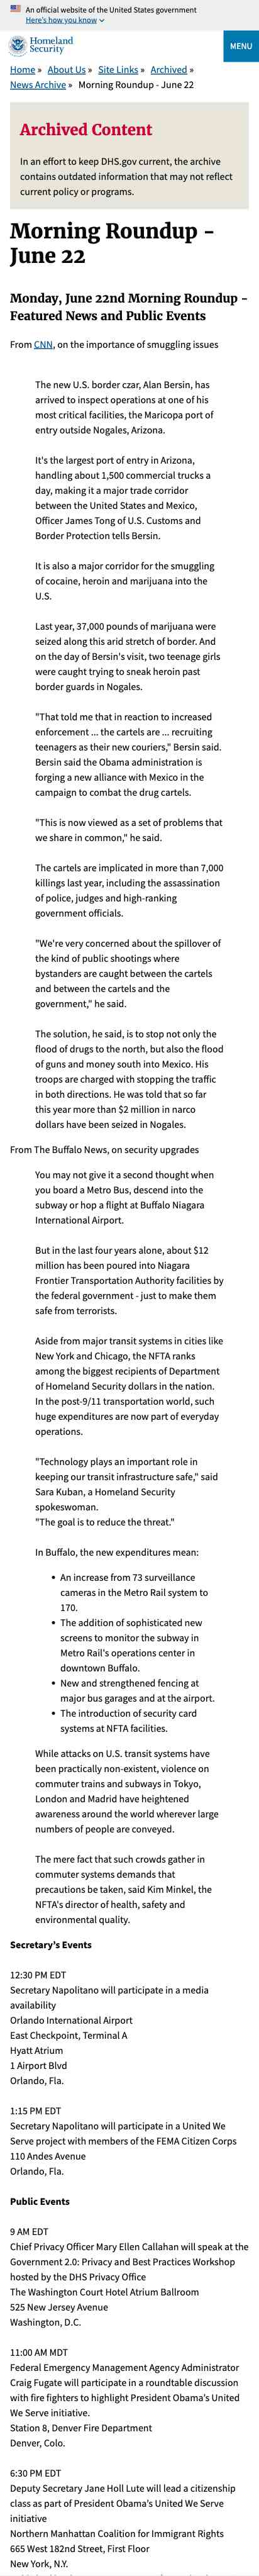 An official website of the United States government
Here's how you know
Homeland
Security
MENU
Home » About Us » Site Links » Archived »
News Archive » Morning Roundup - June 22
Archived Content
In an effort to keep DHS.gov current, the archive
contains outdated information that may not reflect
current policy or programs.
Morning Roundup -
June 22
Monday, June 22nd Morning Roundup -
Featured News and Public Events
From CNN, on the importance of smuggling issues
The new U.S. border czar, Alan Bersin, has
arrived to inspect operations at one of his
most critical facilities, the Maricopa port of
entry outside Nogales, Arizona.
It's the largest port of entry in Arizona,
handling about 1,500 commercial trucks a
day, making it a major trade corridor
between the United States and Mexico,
Officer James Tong of U.S. Customs and
Border Protection tells Bersin.
It is also a major corridor for the smuggling
of cocaine, heroin and marijuana into the
U.S.
Last year, 37,000 pounds of marijuana were
seized along this arid stretch of border. And
on the day of Bersin's visit, two teenage girls
were caught trying to sneak heroin past
border guards in Nogales.
"That told me that in reaction to increased
enforcement ... the cartels are ... recruiting
teenagers as their new couriers," Bersin said.
Bersin said the Obama administration is
forging a new alliance with Mexico in the
campaign to combat the drug cartels.
"This is now viewed as a set of problems that
we share in common," he said.
The cartels are implicated in more than 7,000
killings last year, including the assassination
of police, judges and high-ranking
government officials.
"We're very concerned about the spillover of
the kind of public shootings where
bystanders are caught between the cartels
and between the cartels and the
government," he said.
The solution, he said, is to stop not only the
flood of drugs to the north, but also the flood
of guns and money south into Mexico. His
troops are charged with stopping the traffic
in both directions. He was told that so far
this year more than $2 million in narco
dollars have been seized in Nogales.
From The Buffalo News, on security upgrades
You may not give it a second thought when
you board a Metro Bus, descend into the
subway or hop a flight at Buffalo Niagara
International Airport.
But in the last four years alone, about $12
million has been poured into Niagara
Frontier Transportation Authority facilities by
the federal government - just to make them
safe from terrorists.
Aside from major transit systems in cities like
New York and Chicago, the NFTA ranks
among the biggest recipients of Department
of Homeland Security dollars in the nation.
In the post-9/11 transportation world, such
huge expenditures are now part of everyday
operations.
"Technology plays an important role in
keeping our transit infrastructure safe," said
Sara Kuban, a Homeland Security
spokeswoman.
"The goal is to reduce the threat."
In Buffalo, the new expenditures mean:
• An increase from 73 surveillance
cameras in the Metro Rail system to
170.
• The addition of sophisticated new
screens to monitor the subway in
Metro Rail's operations center in
downtown Buffalo.
• New and strengthened fencing at
major bus garages and at the airport.
• The introduction of security card
systems at NFTA facilities.
While attacks on U.S. transit systems have
been practically non-existent, violence on
commuter trains and subways in Tokyo,
London and Madrid have heightened
awareness around the world wherever large
numbers of people are conveyed.
The mere fact that such crowds gather in
commuter systems demands that
precautions be taken, said Kim Minkel, the
NFTA's director of health, safety and
environmental quality.
Secretary's Events
12:30 PM EDT
Secretary Napolitano will participate in a media
availability
Orlando International Airport
East Checkpoint, Terminal A
Hyatt Atrium
1 Airport Blvd
Orlando, Fla.
1:15 PM EDT
Secretary Napolitano will participate in a United We
Serve project with members of the FEMA Citizen Corps
110 Andes Avenue
Orlando, Fla.
Public Events
9 AM EDT
Chief Privacy Officer Mary Ellen Callahan will speak at the
Government 2.0: Privacy and Best Practices Workshop
hosted by the DHS Privacy Office
The Washington Court Hotel Atrium Ballroom
525 New Jersey Avenue
Washington, D.C.
11:00 AM MDT
Federal Emergency Management Agency Administrator
Craig Fugate will participate in a roundtable discussion
with fire fighters to highlight President Obama's United
We Serve initiative.
Station 8, Denver Fire Department
Denver, Colo.
6:30 PM EDT
Deputy Secretary Jane Holl Lute will lead a citizenship
class as part of President Obama's United We Serve
initiative
Northern Manhattan Coalition for Immigrant Rights
665 West 182nd Street, First Floor
New York, N.Y.